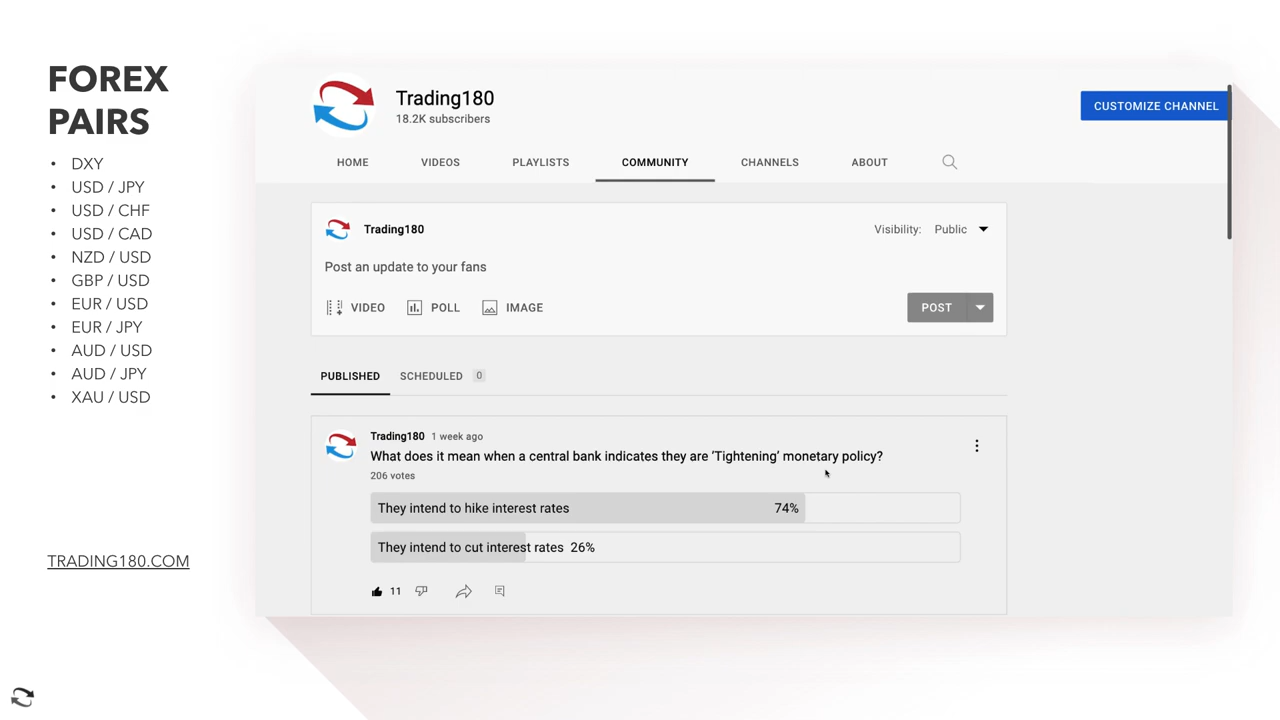 FOREX
PAIRS
• DXY
• USD / JPY
• USD / CHF
• USD / CAD
• NZD / USD
• GBP / USD
• EUR / USD
• EUR / JPY
• AUD / USD
• AUD / JPY
• XAU / USD
TRADING180.COM
Trading180
18.2K subscribers
CUSTOMIZE CHANNEL
HOME VIDEOS PLAYLISTS COMMUNITY CHANNELS ABOUT
Trading180 Visibility: Public
Post an update to your fans
VIDEO POLL IMAGE POST
PUBLISHED SCHEDULED 0
Trading180 1 week ago
What does it mean when a central bank indicates they are ‘Tightening’ monetary policy?
206 votes
They intend to hike interest rates 74%
They intend to cut interest rates 26%
11